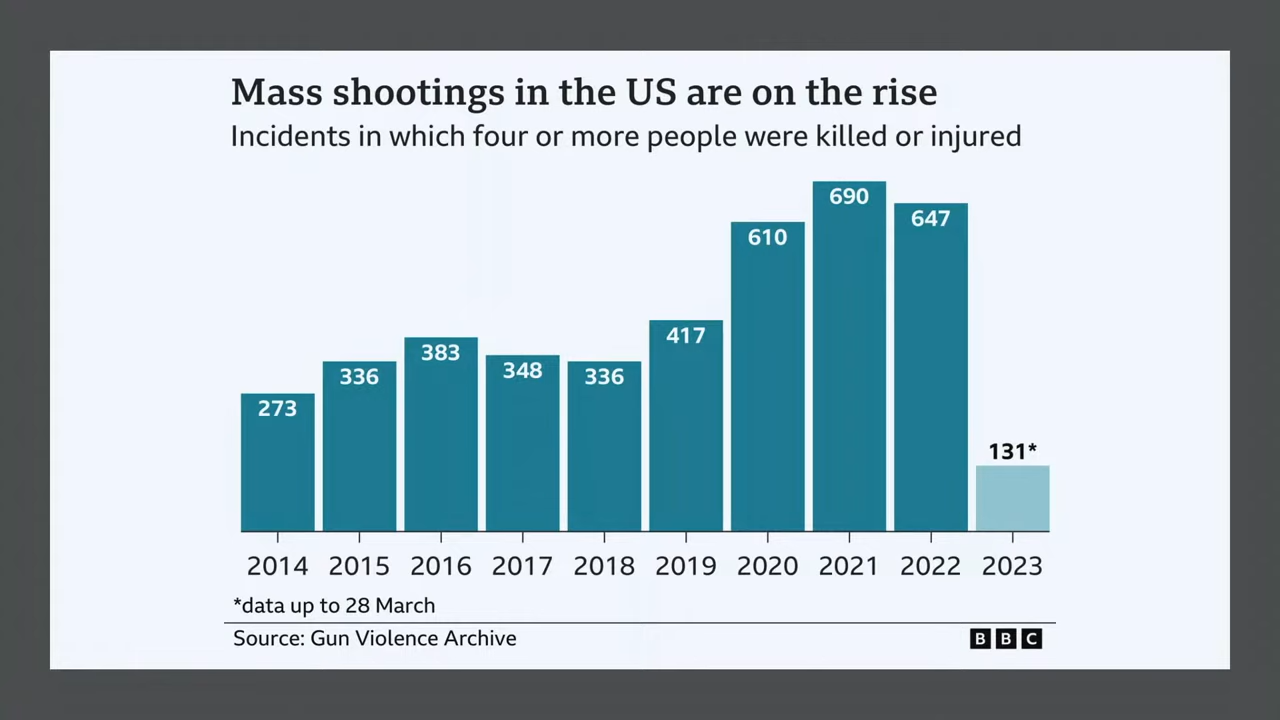 Mass shootings in the US are on the rise
Incidents in which four or more people were killed or injured
273
336
383
348
336
417
610
690
647
131*
2014 2015 2016 2017 2018 2019 2020 2021 2022 2023
*data up to 28 March
Source: Gun Violence Archive
BBC